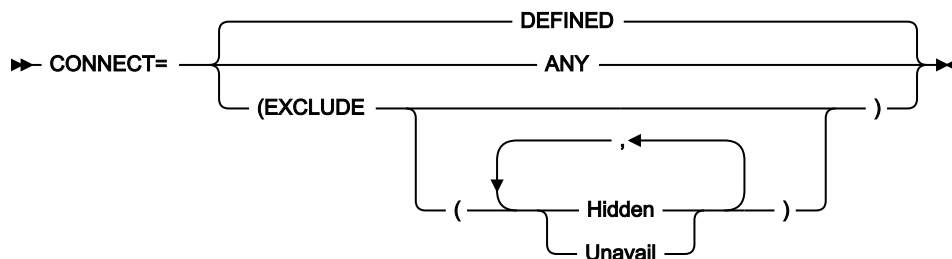 DEFINED
CONNECT= ANY
(EXCLUDE )
,
( Hidden )
Unavail